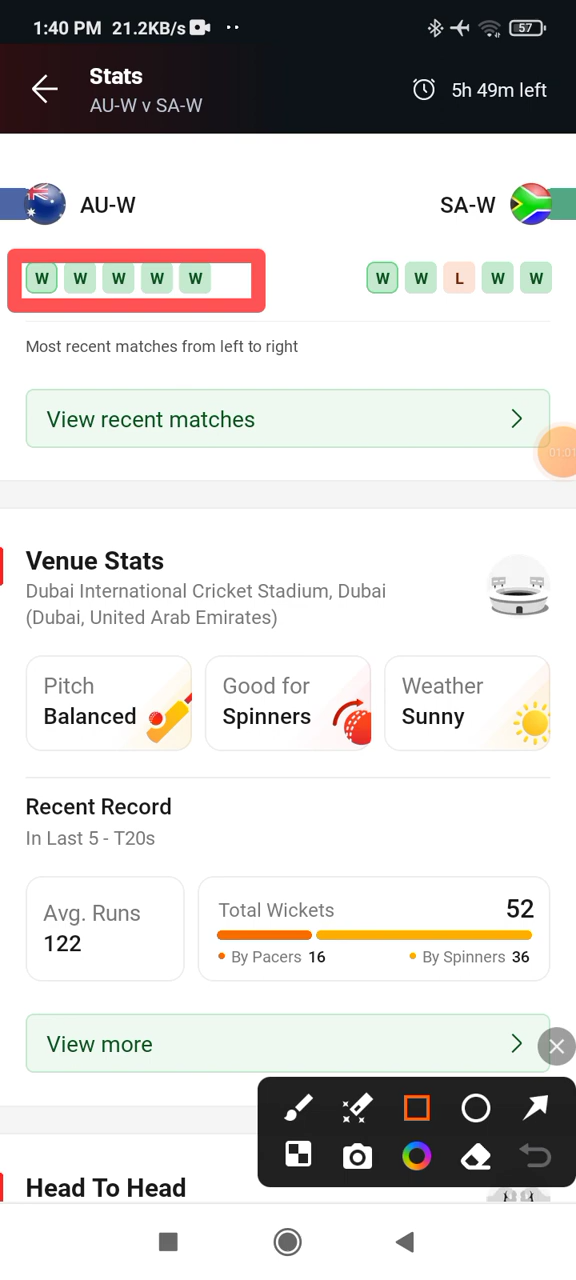 1:40 PM 21.2KB/s 57
Stats
AU-W v SA-W
5h 49m left
AU-W SA-W
W W W W W W W L W W
Most recent matches from left to right
View recent matches
01:01
Venue Stats
Dubai International Cricket Stadium, Dubai
(Dubai, United Arab Emirates)
Pitch Good for Weather
Balanced Spinners Sunny
Recent Record
In Last 5 - T20s
Avg. Runs
122
Total Wickets 52
By Pacers 16 By Spinners 36
View more
Head To Head